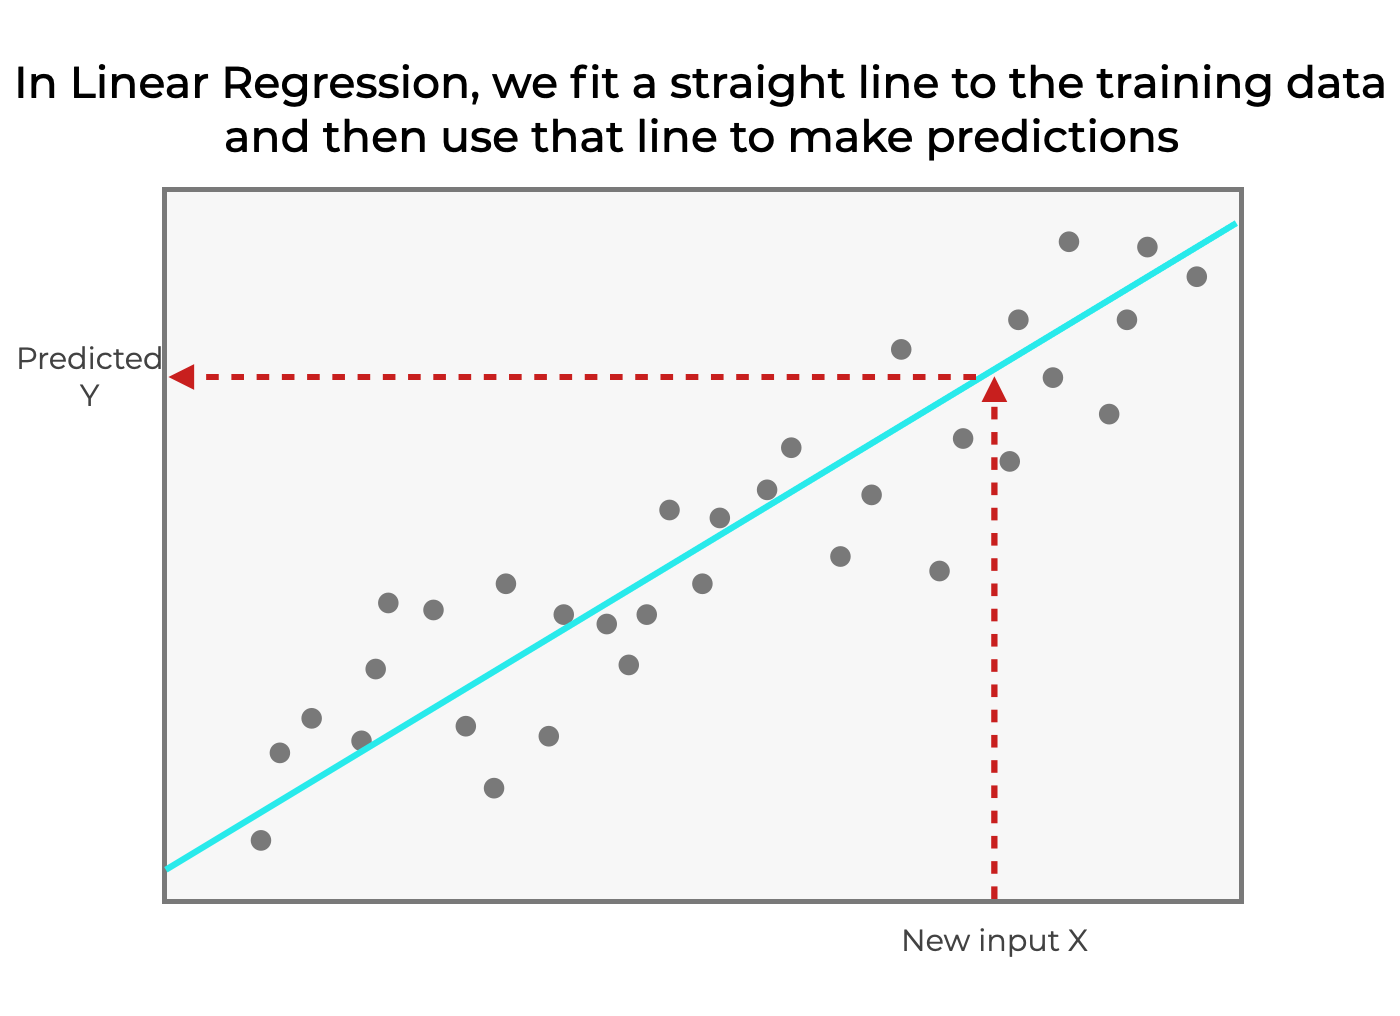 In Linear Regression, we fit a straight line to the training data
and then use that line to make predictions
Predicted
Y
New input X